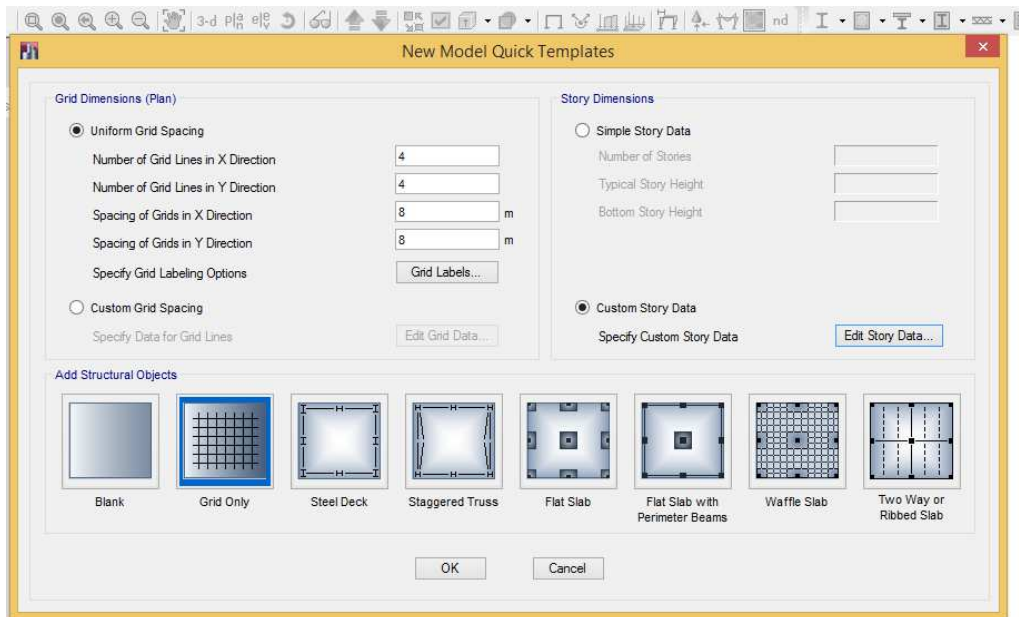 3-d
nd
New Model Quick Templates
Grid Dimensions (Plan)
Uniform Grid Spacing
Number of Grid Lines in X Direction 4
Number of Grid Lines in Y Direction 4
Spacing of Grids in X Direction 8 m
Spacing of Grids in Y Direction 8 m
Specify Grid Labeling Options Grid Labels...
Custom Grid Spacing
Specify Data for Grid Lines Edit Grid Data...
Story Dimensions
Simple Story Data
Number of Stories
Typical Story Height
Bottom Story Height
Custom Story Data
Specify Custom Story Data Edit Story Data...
Add Structural Objects
Blank
Grid Only
Steel Deck
Staggered Truss
Flat Slab
Flat Slab with
Perimeter Beams
Waffle Slab
Two Way or
Ribbed Slab
OK Cancel